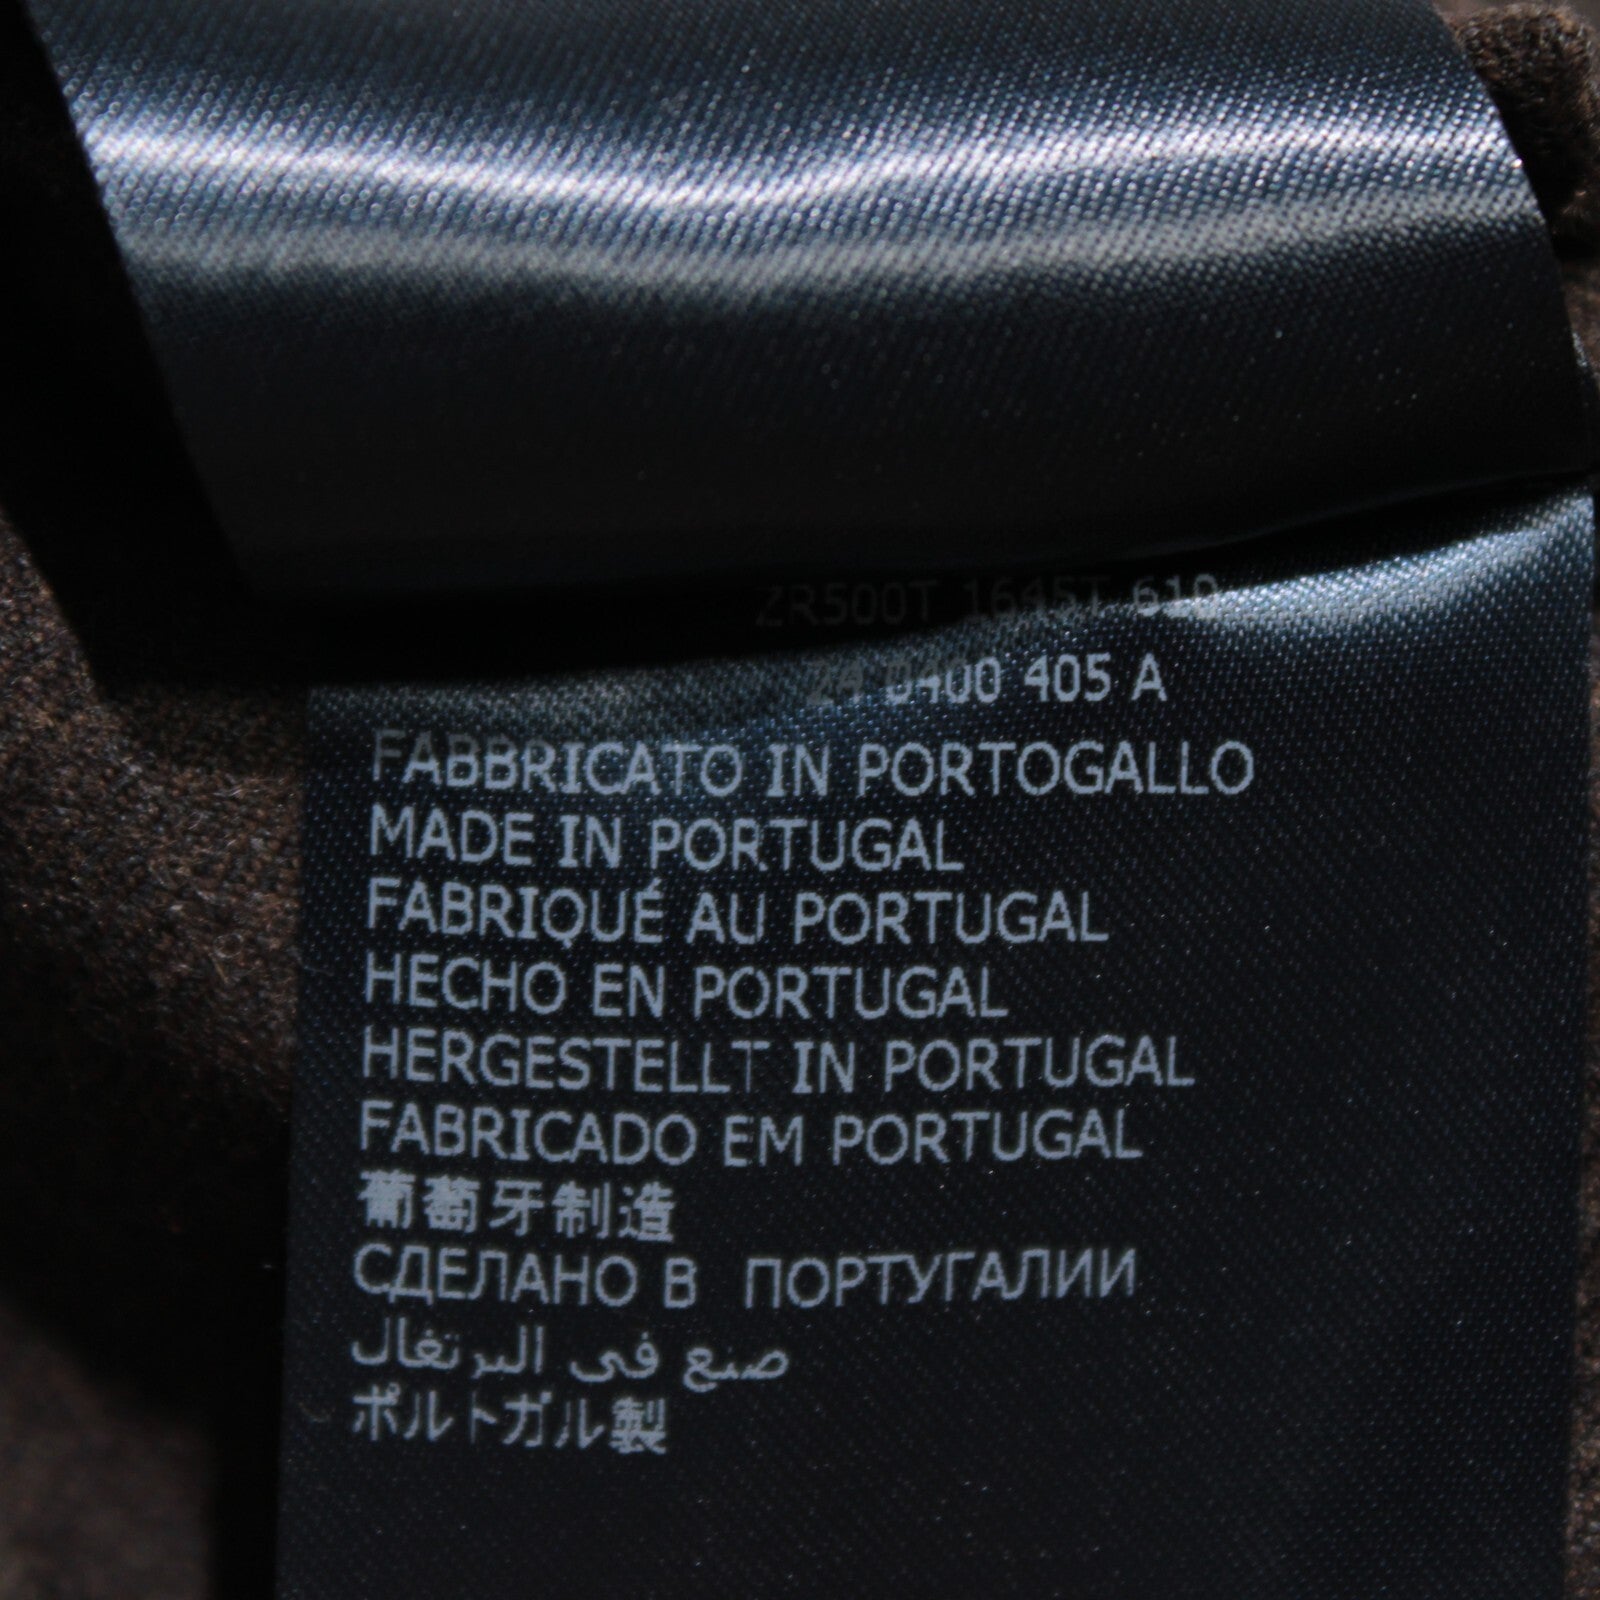 ZR500T 1645T 610
24 0400 405 A
FABBRICATO IN PORTOGALLO
MADE IN PORTUGAL
FABRIQUÉ AU PORTUGAL
HECHO EN PORTUGAL
HERGESTELLT IN PORTUGAL
FABRICADO EM PORTUGAL
葡萄牙制造
СДЕЛАНО В ПОРТУГАЛИИ
صنع فى البرتغال
ポルトガル製